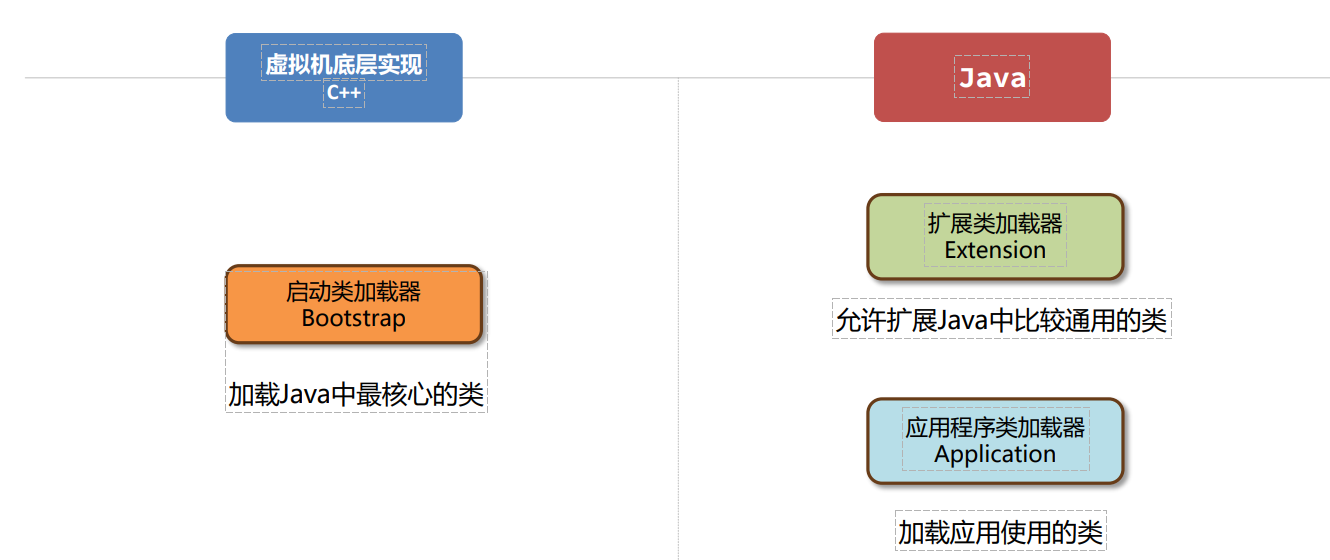 虚拟机底层实现
C++
Java
启动类加载器
Bootstrap
加载Java中最核心的类
扩展类加载器
Extension
允许扩展Java中比较通用的类
应用程序类加载器
Application
加载应用使用的类